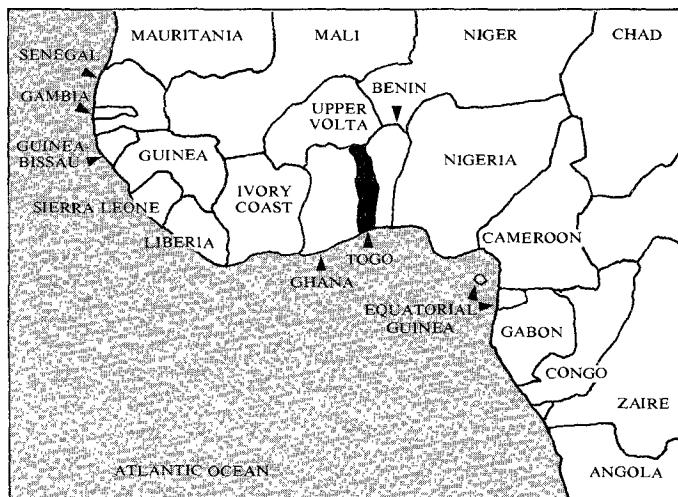 MAURITANIA
MALI
NIGER
CHAD
SENEGAL
BENIN
GAMBIA
UPPER
VOLTA
GUINEA
BISSAU
GUINEA
NIGERIA
IVORY
COAST
SIERRA LEONE
LIBERIA
CAMEROON
TOGO
GHANA
EQUATORIAL
GUINEA
GABON
CONGO
ZAIRE
ATLANTIC OCEAN
ANGOLA